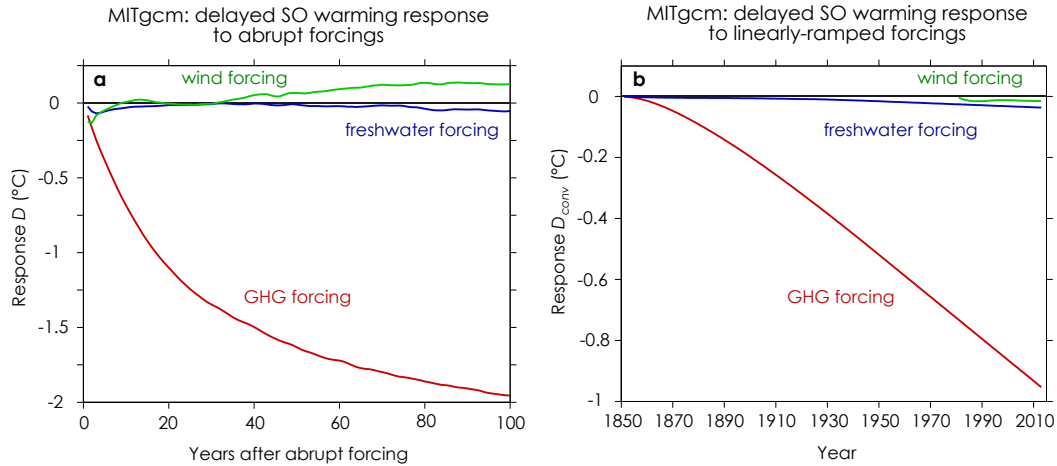 MITgcm: delayed SO warming response
to abrupt forcings
a
wind forcing
freshwater forcing
GHG forcing
0
-0.5
-1
-1.5
-2
Response D (°C)
0 20 40 60 80 100
Years after abrupt forcing
MITgcm: delayed SO warming response
to linearly-ramped forcings
b
wind forcing
freshwater forcing
GHG forcing
0
-0.2
-0.4
-0.6
-0.8
-1
Response Dconv (°C)
1850 1870 1890 1910 1930 1950 1970 1990 2010
Year